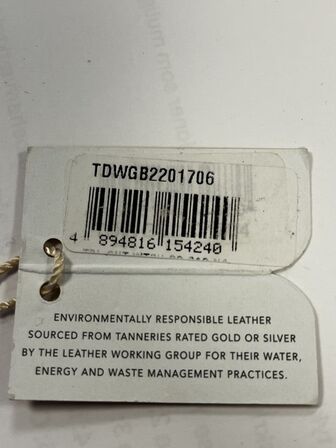 TDWGB2201706
4 894816 154240
ENVIRONMENTALLY RESPONSIBLE LEATHER
SOURCED FROM TANNERIES RATED GOLD OR SILVER
BY THE LEATHER WORKING GROUP FOR THEIR WATER,
ENERGY AND WASTE MANAGEMENT PRACTICES.